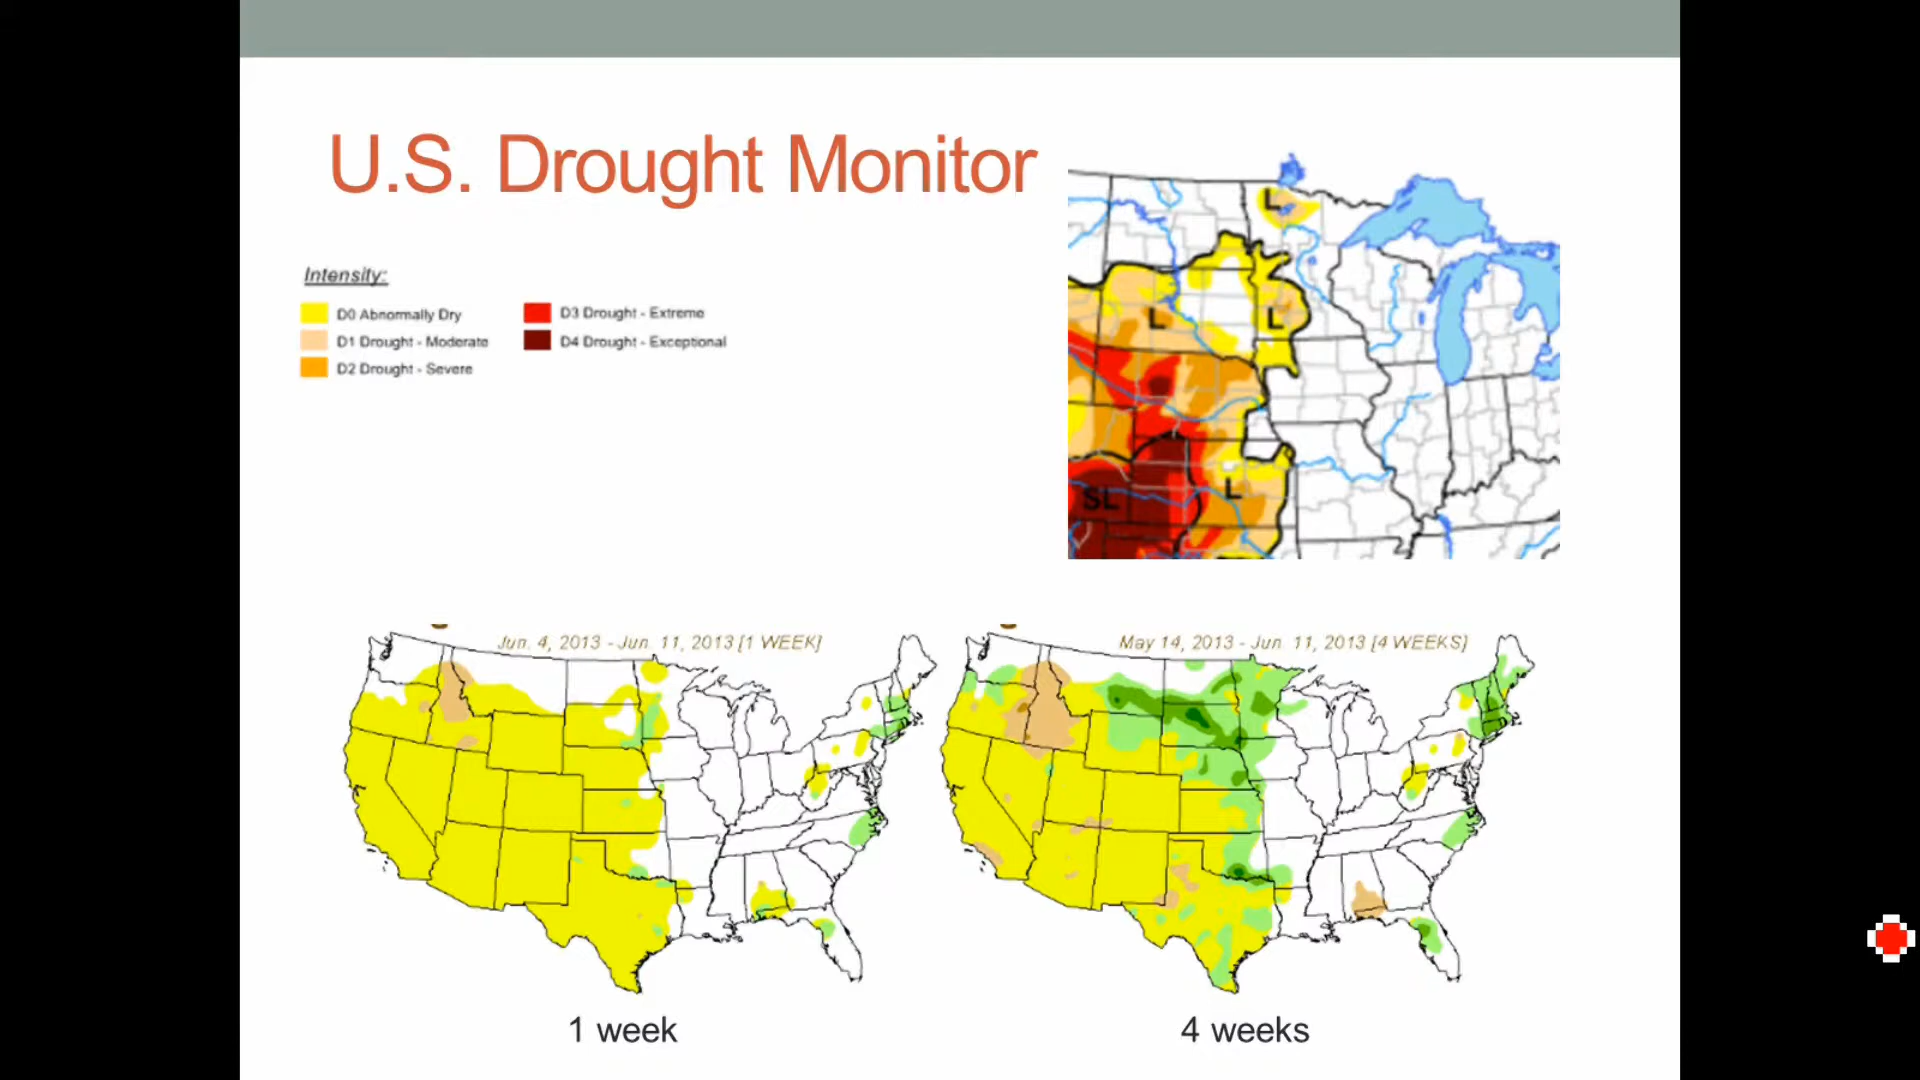 U.S. Drought Monitor
Intensity:
D0 Abnormally Dry
D1 Drought - Moderate
D2 Drought - Severe
D3 Drought - Extreme
D4 Drought - Exceptional
L
L
L
L
SL
Jun. 4, 2013 - Jun. 11, 2013 [1 WEEK]
May 14, 2013 - Jun. 11, 2013 [4 WEEKS]
1 week
4 weeks